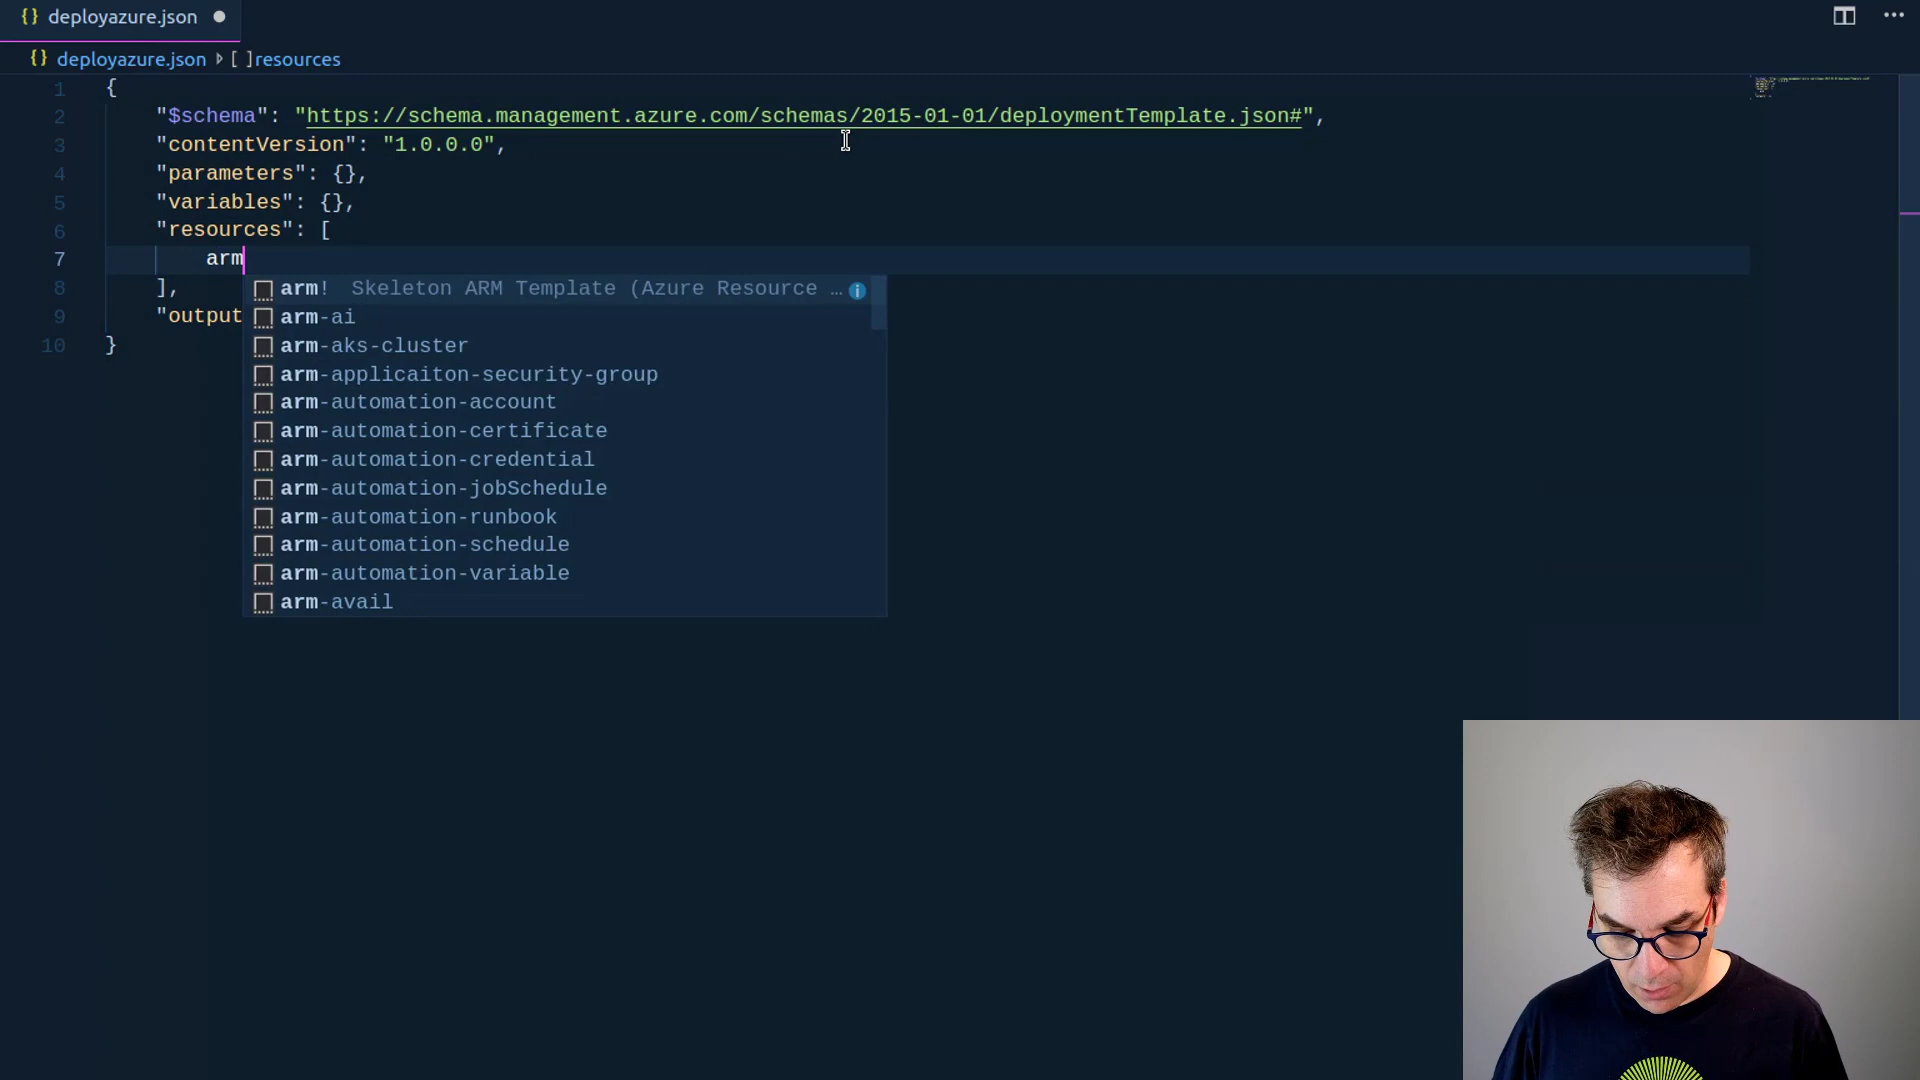 {} deployazure.json
{} deployazure.json [ ]resources
1 {
2 "$schema": "https://schema.management.azure.com/schemas/2015-01-01/deploymentTemplate.json#",
3 "contentVersion": "1.0.0.0",
4 "parameters": {},
5 "variables": {},
6 "resources": [
7 arm
8 ],
9 "output
10 }
arm! Skeleton ARM Template (Azure Resource …
arm-ai
arm-aks-cluster
arm-applicaiton-security-group
arm-automation-account
arm-automation-certificate
arm-automation-credential
arm-automation-jobSchedule
arm-automation-runbook
arm-automation-schedule
arm-automation-variable
arm-avail